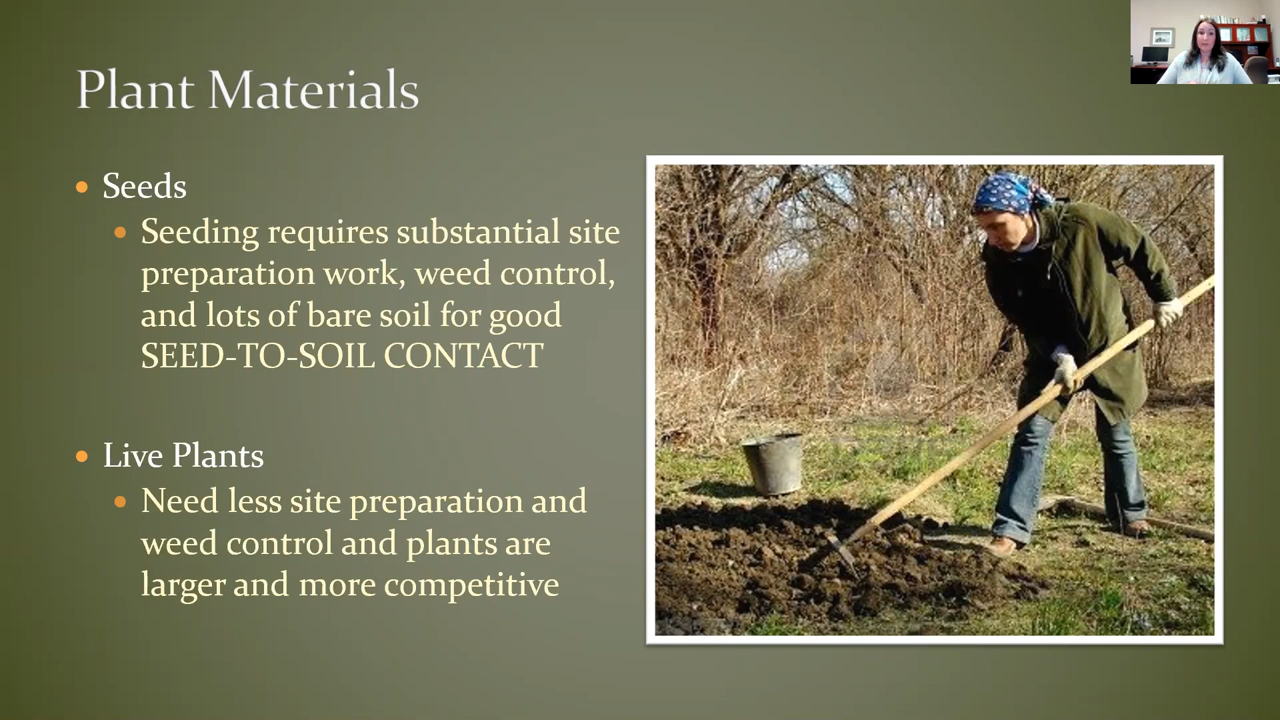 Plant Materials
Seeds
Seeding requires substantial site
preparation work, weed control,
and lots of bare soil for good
SEED-TO-SOIL CONTACT
Live Plants
Need less site preparation and
weed control and plants are
larger and more competitive